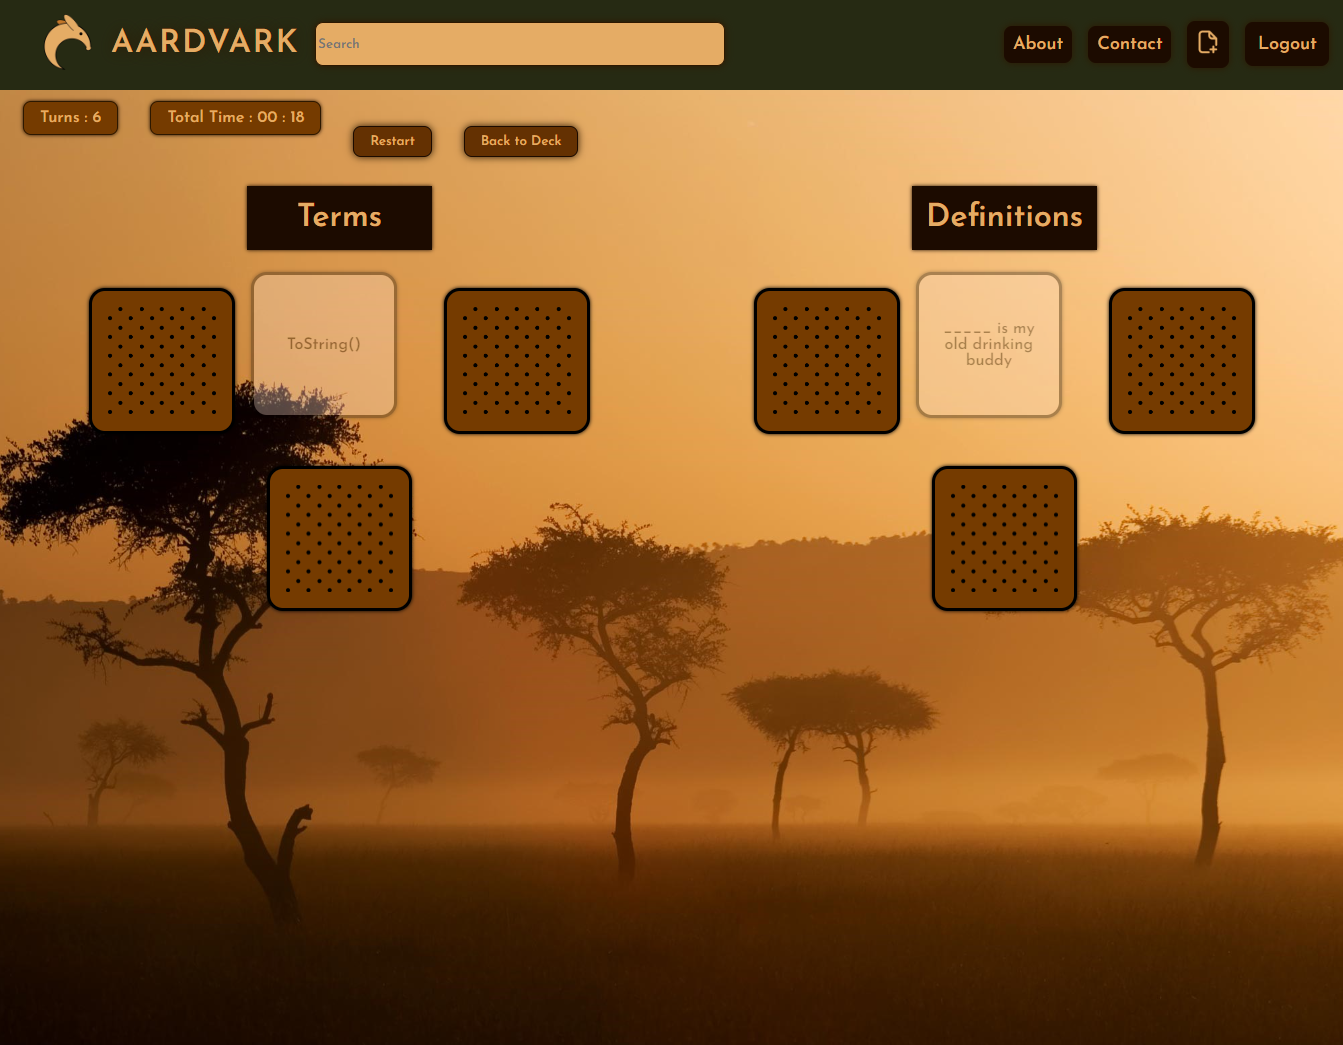 AARDVARK
Search
About
Contact
Logout
Turns : 6
Total Time : 00 : 18
Restart
Back to Deck
Terms
Definitions
ToString()
_____ is my
old drinking
buddy